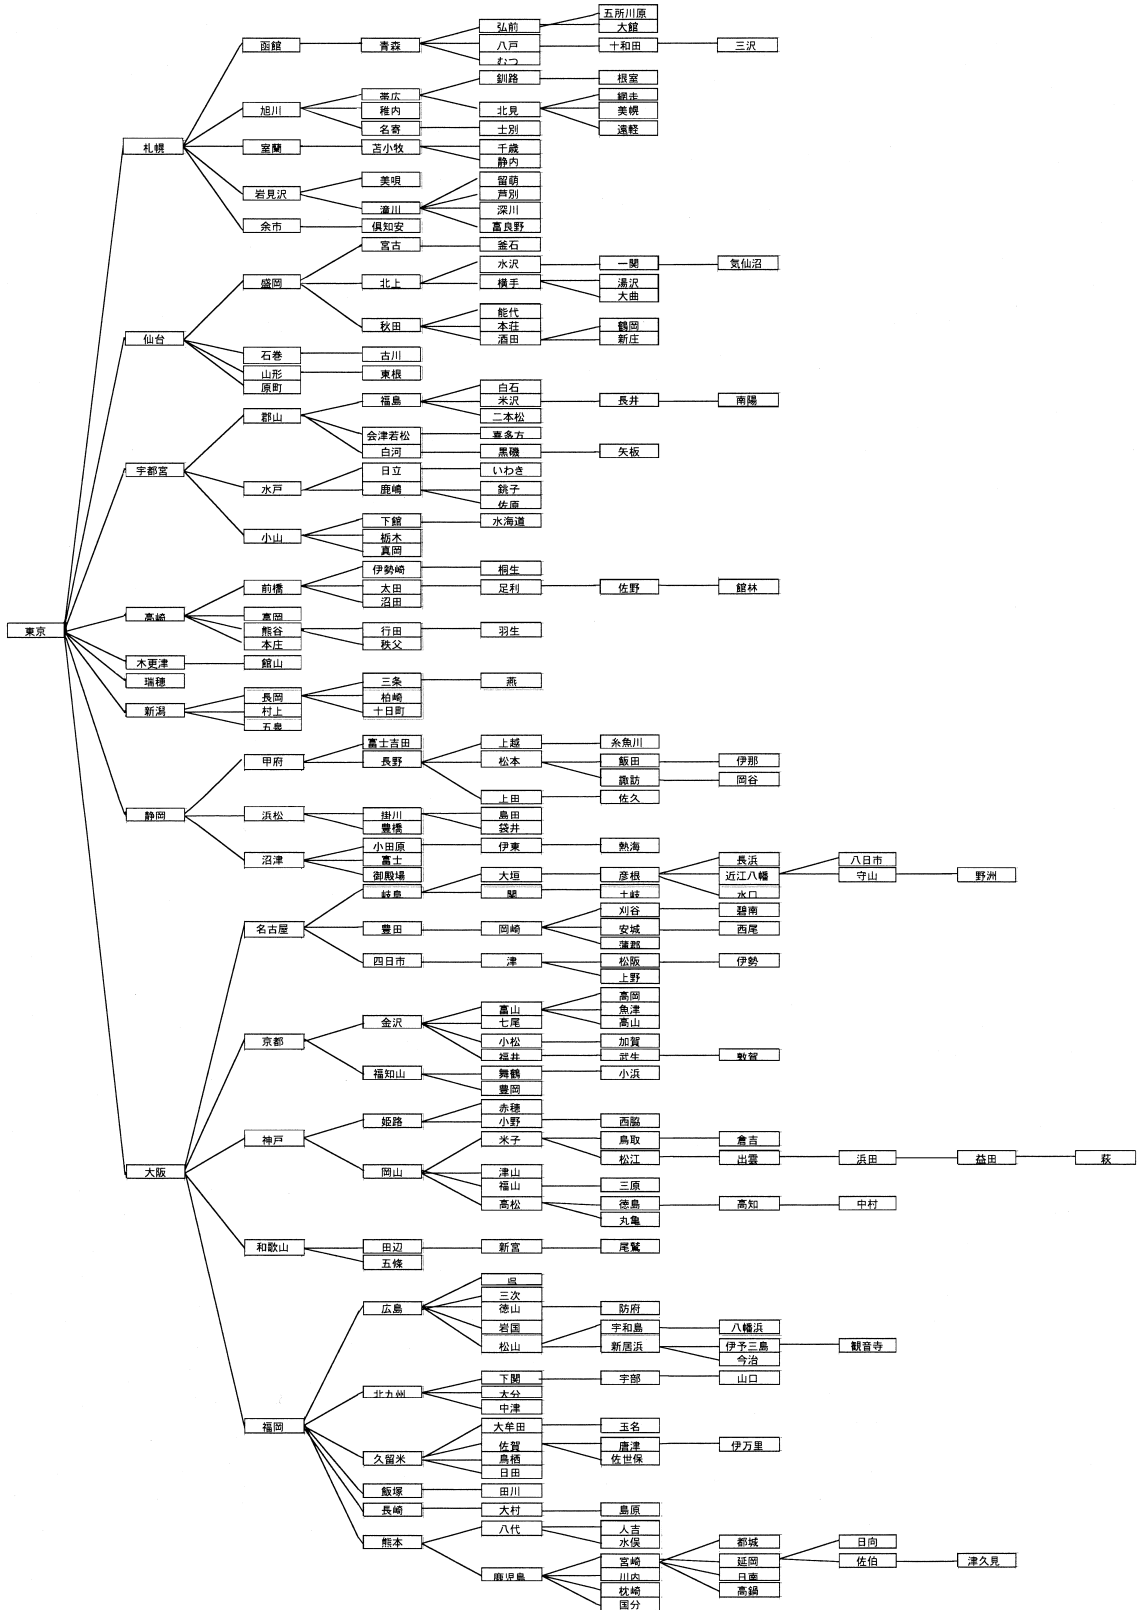 五所川原
弘前
大館
函館 青森 八戸 十和田 三沢
むつ
釧路 根室
帯広 網走
旭川 稚内 北見 美幌
名寄 士別 遠軽
札幌 室蘭 苫小牧 千歳
静内
美唄 留萌
岩見沢 芦別
滝川 深川
余市 倶知安 富良野
宮古 釜石
水沢 一関 気仙沼
盛岡 北上 横手 湯沢
大曲
能代
秋田 本荘 鶴岡
仙台 酒田 新庄
石巻 古川
山形 東根
原町
白石
福島 米沢 長井 南陽
郡山 二本松
会津若松 喜多方
白河 黒磯 矢板
宇都宮 日立 いわき
水戸 鹿嶋 銚子
佐原
下館 水海道
小山 栃木
真岡
伊勢崎 桐生
前橋 太田 足利 佐野 館林
沼田
高崎 富岡
東京 熊谷 行田 羽生
本庄 秩父
木更津 館山
瑞穂 三条 燕
長岡 柏崎
新潟 村上 十日町
五泉
富士吉田 上越 糸魚川
甲府 長野 松本 飯田 伊那
諏訪 岡谷
上田 佐久
静岡 浜松 掛川 島田
豊橋 袋井
小田原 伊東 熱海
沼津 富士 長浜 八日市
御殿場 大垣 彦根 近江八幡 守山 野洲
岐阜 関 土岐 水口
刈谷 碧南
名古屋 豊田 岡崎 安城 西尾
蒲郡
四日市 津 松阪 伊勢
上野
高岡
富山 魚津
金沢 七尾 高山
京都 小松 加賀
福井 武生 敦賀
福知山 舞鶴 小浜
豊岡
赤穂
姫路 小野 西脇
神戸 米子 鳥取 倉吉
松江 出雲 浜田 益田 萩
大阪 岡山 津山
福山 三原
高松 徳島 高知 中村
丸亀
和歌山 田辺 新宮 尾鷲
五條
呉
三次
広島 徳山 防府
岩国 宇和島 八幡浜
松山 新居浜 伊予三島 観音寺
今治
下関 宇部 山口
北九州 大分
中津
福岡 大牟田 玉名
佐賀 唐津 伊万里
久留米 鳥栖 佐世保
日田
飯塚 田川
長崎 大村 島原
八代 人吉
熊本 水俣 都城 日向
宮崎 延岡 佐伯 津久見
鹿児島 川内 日南
枕崎 高鍋
国分